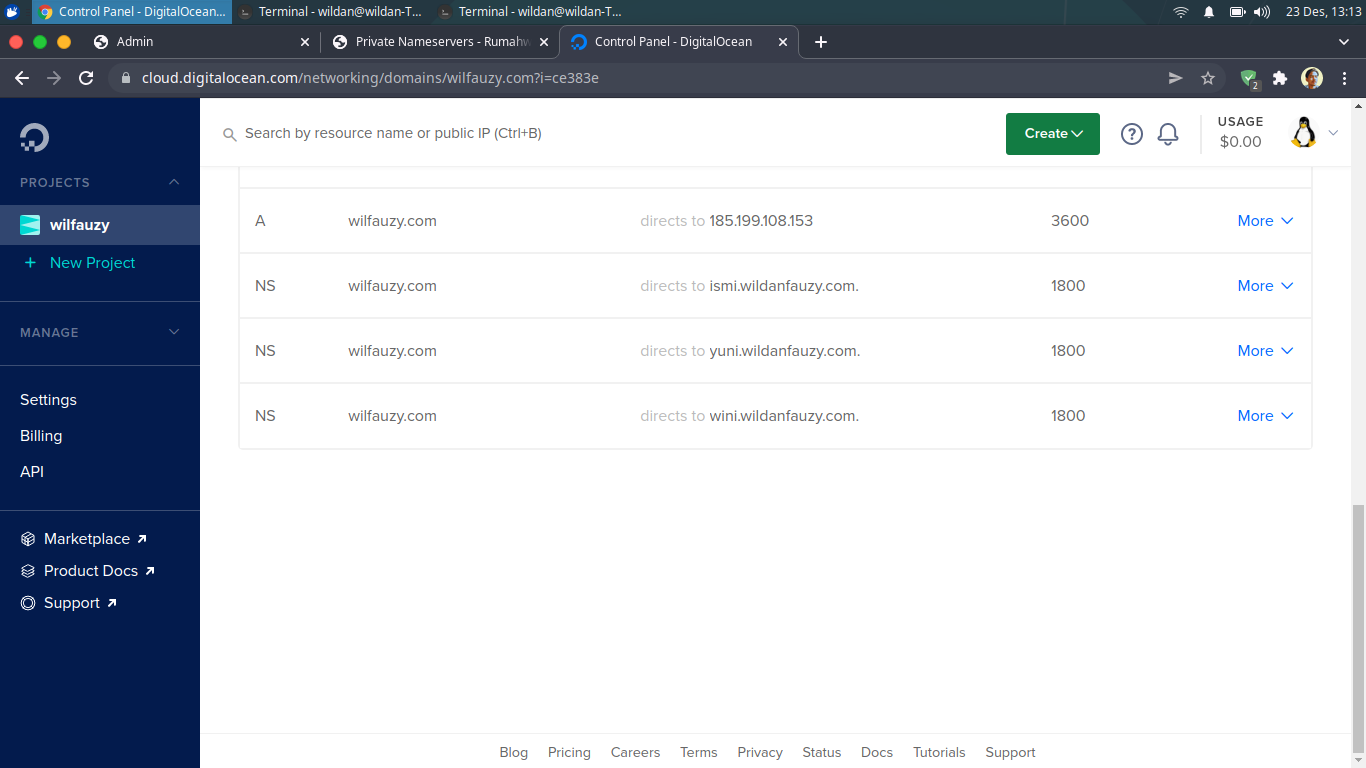 Control Panel - DigitalOcean...
Terminal - wildan@wildan-T...
Terminal - wildan@wildan-T...
23 Des, 13:13
Admin
Private Nameservers - Rumahw
Control Panel - DigitalOcean
cloud.digitalocean.com/networking/domains/wilfauzy.com?i=ce383e
2
Search by resource name or public IP (Ctrl+B)
Create
USAGE
$0.00
PROJECTS
wilfauzy
+ New Project
MANAGE
Settings
Billing
API
Marketplace
Product Docs
Support
A wilfauzy.com directs to 185.199.108.153 3600 More
NS wilfauzy.com directs to ismi.wildanfauzy.com. 1800 More
NS wilfauzy.com directs to yuni.wildanfauzy.com. 1800 More
NS wilfauzy.com directs to wini.wildanfauzy.com. 1800 More
Blog Pricing Careers Terms Privacy Status Docs Tutorials Support